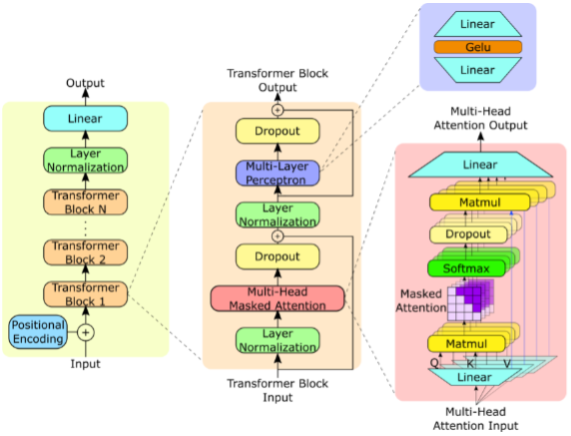 Output
Linear
Layer
Normalization
Transformer
Block N
Transformer
Block 2
Transformer
Block 1
Positional
Encoding
+
Input
Transformer Block
Output
+
Dropout
Multi-Layer
Perceptron
Layer
Normalization
+
Dropout
Multi-Head
Masked Attention
Layer
Normalization
Transformer Block
Input
Linear
Gelu
Linear
Multi-Head
Attention Output
Linear
Matmul
Dropout
Softmax
Masked
Attention
Matmul
Q K V
Linear
Multi-Head
Attention Input